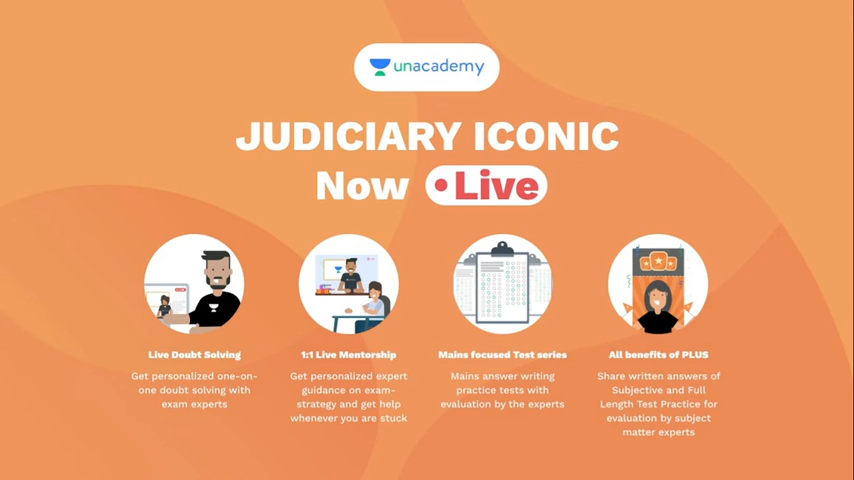 unacademy
JUDICIARY ICONIC
Now • Live
Live Doubt Solving
Get personalized one-on-
one doubt solving with
exam experts
1:1 Live Mentorship
Get personalized expert
guidance on exam-
strategy and get help
whenever you are stuck
Mains focused Test series
Mains answer writing
practice tests with
evaluation by the experts
All benefits of PLUS
Share written answers of
Subjective and Full
Length Test Practice for
evaluation by subject
matter experts